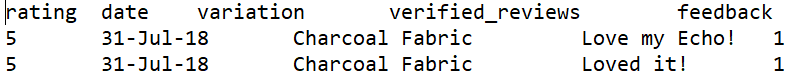 rating date variation verified_reviews feedback
5 31-Jul-18 Charcoal Fabric Love my Echo! 1
5 31-Jul-18 Charcoal Fabric Loved it! 1